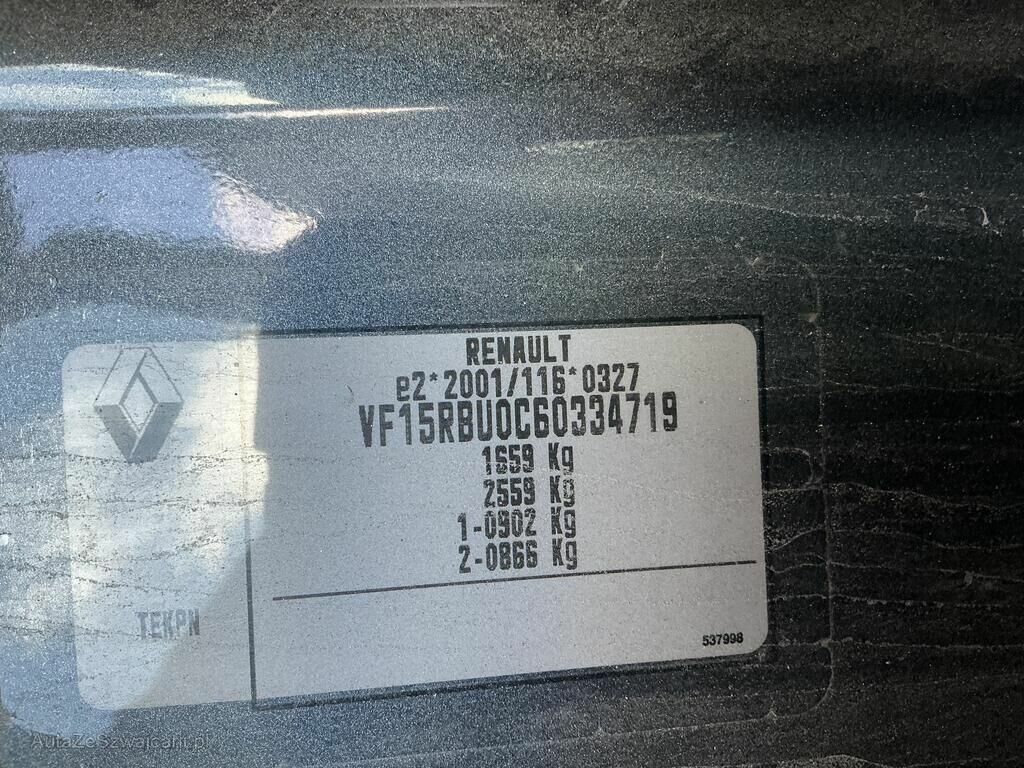 RENAULT
e2*2001/116*0327
VF15RBU0C60334719
1659 Kg
2559 Kg
1-0902 Kg
2-0866 Kg
TEKPN
537998
AutaZeSzwajcarii.pl